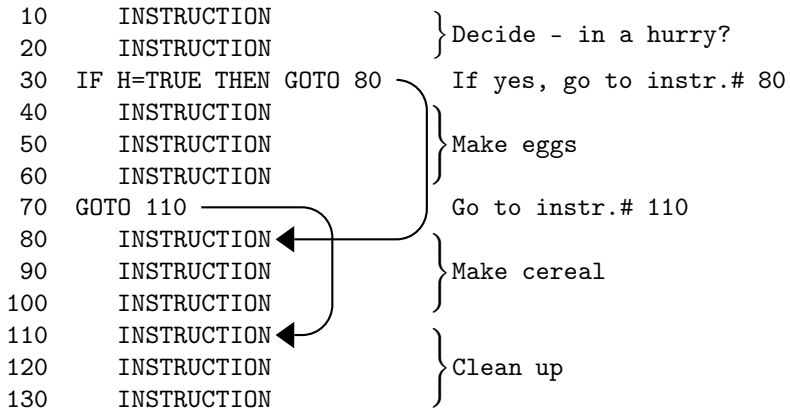 10 INSTRUCTION
20 INSTRUCTION Decide - in a hurry?
30 IF H=TRUE THEN GOTO 80 If yes, go to instr.# 80
40 INSTRUCTION
50 INSTRUCTION Make eggs
60 INSTRUCTION
70 GOTO 110 Go to instr.# 110
80 INSTRUCTION
90 INSTRUCTION Make cereal
100 INSTRUCTION
110 INSTRUCTION
120 INSTRUCTION Clean up
130 INSTRUCTION